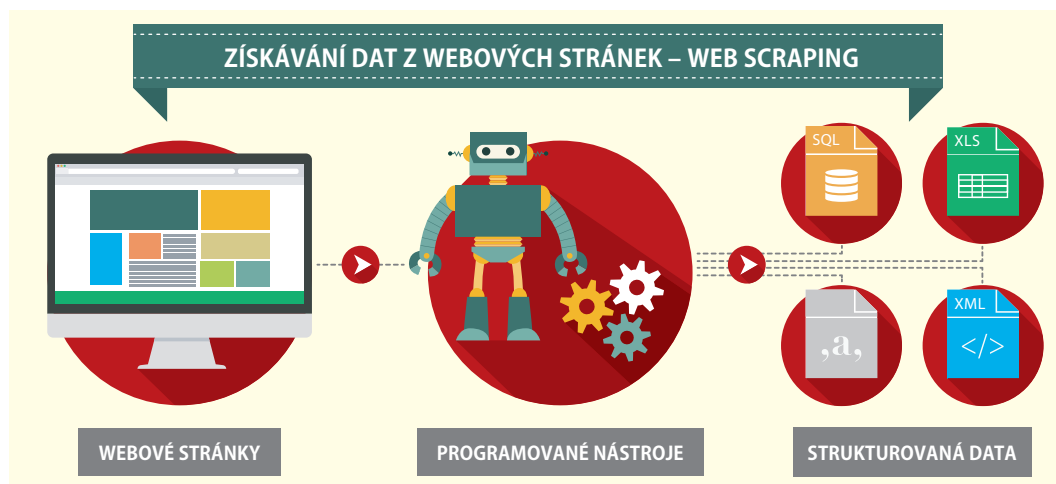 ZÍSKÁVÁNÍ DAT Z WEBOVÝCH STRÁNEK – WEB SCRAPING
SQL
XLS
,a,
XML
</>
WEBOVÉ STRÁNKY
PROGRAMOVANÉ NÁSTROJE
STRUKTUROVANÁ DATA